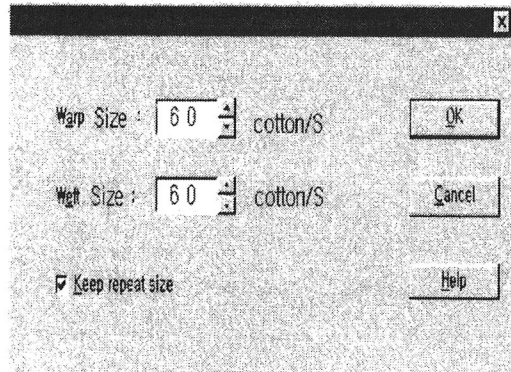 X
Warp Size : 60 cotton/S
OK
Weft Size : 60 cotton/S
Cancel
Keep repeat size
Help